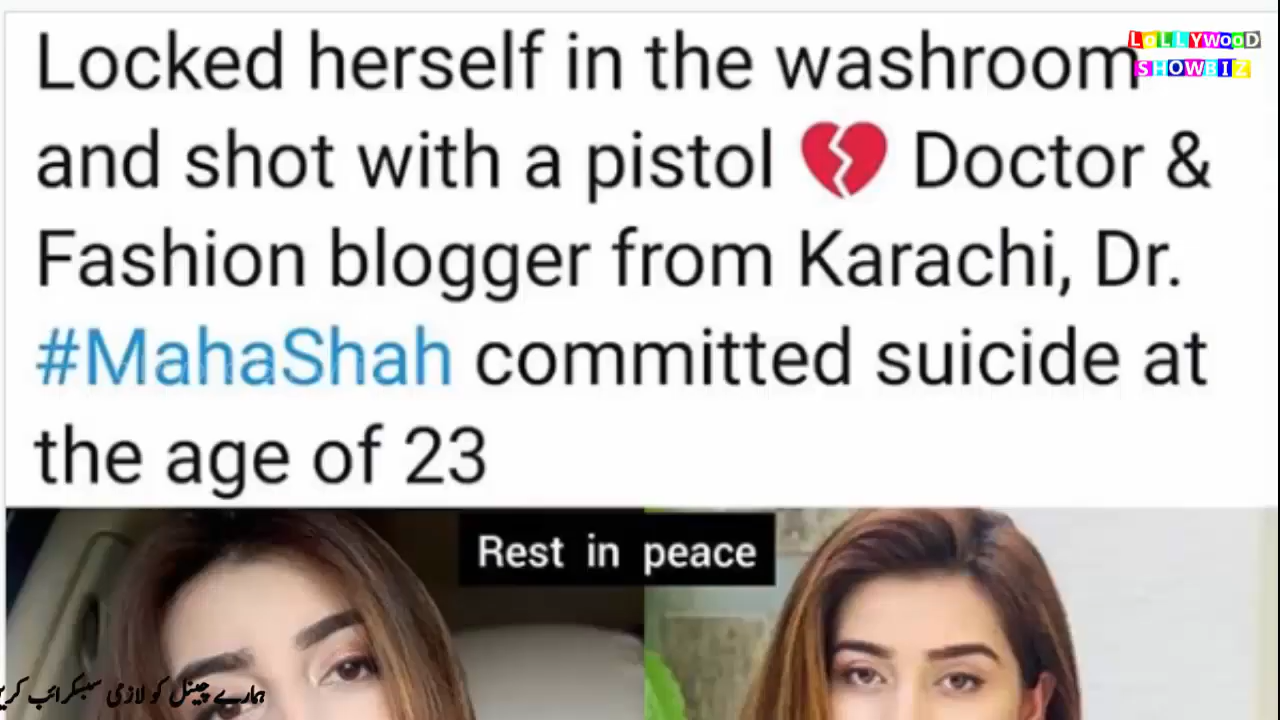 Locked herself in the washroom
LOLLYWOOD
SHOWBIZ
and shot with a pistol 💔 Doctor &
Fashion blogger from Karachi, Dr.
#MahaShah committed suicide at
the age of 23
Rest in peace
ہمارے چینل کو لازمی سبسکرائب کریں